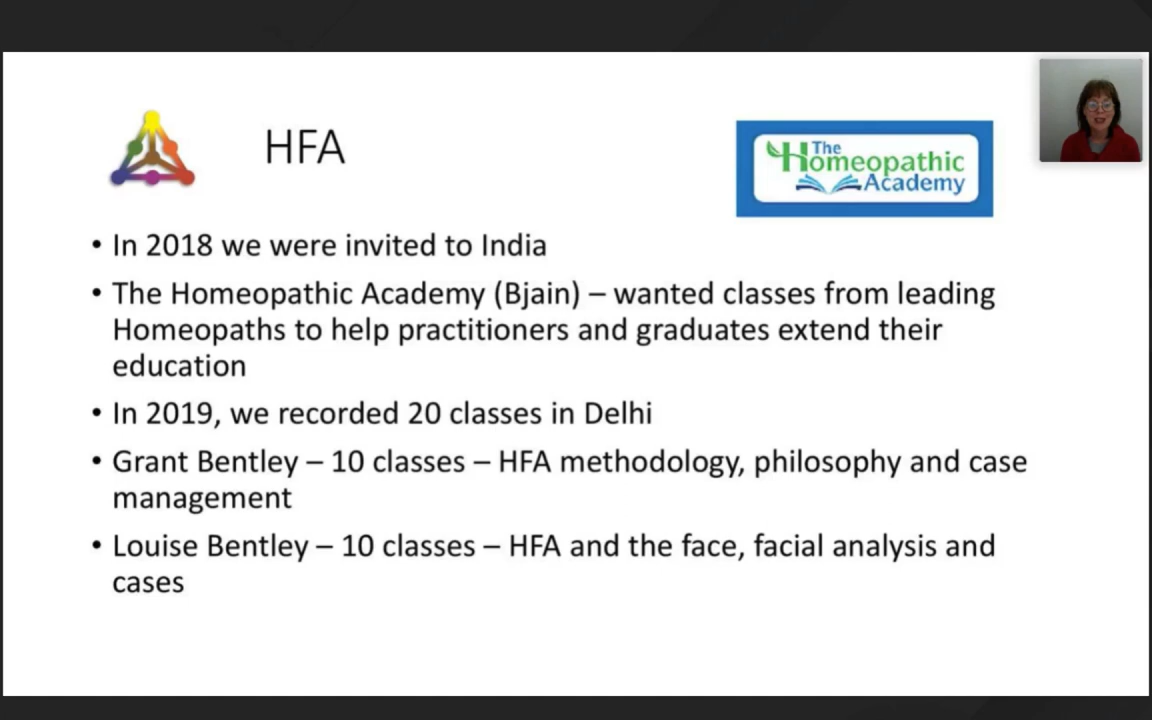 HFA
The
Homeopathic
Academy
• In 2018 we were invited to India
• The Homeopathic Academy (Bjain) – wanted classes from leading
Homeopaths to help practitioners and graduates extend their
education
• In 2019, we recorded 20 classes in Delhi
• Grant Bentley – 10 classes – HFA methodology, philosophy and case
management
• Louise Bentley – 10 classes – HFA and the face, facial analysis and
cases